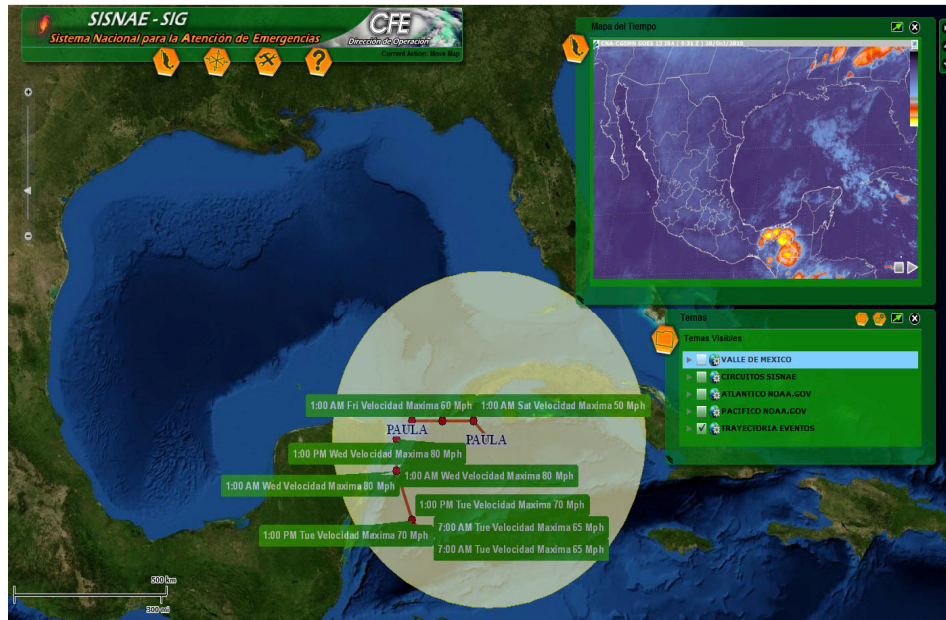 SISNAE - SIG
Sistema Nacional para la Atención de Emergencias
CFE
Dirección de Operación
Current Action: Move Map
?
Mapa del Tiempo
Temas
Temas Visibles
VALLE DE MEXICO
CIRCUITOS SISNAE
ATLANTICO NOAA.GOV
PACIFICO NOAA.GOV
TRAYECTORIA EVENTOS
1:00 AM Fri Velocidad Maxima 60 Mph
1:00 AM Sat Velocidad Maxima 50 Mph
PAULA
PAULA
1:00 PM Wed Velocidad Maxima 80 Mph
1:00 AM Wed Velocidad Maxima 80 Mph
1:00 AM Wed Velocidad Maxima 80 Mph
1:00 PM Tue Velocidad Maxima 70 Mph
7:00 AM Tue Velocidad Maxima 65 Mph
1:00 PM Tue Velocidad Maxima 70 Mph
7:00 AM Tue Velocidad Maxima 65 Mph
500 km
300 mi